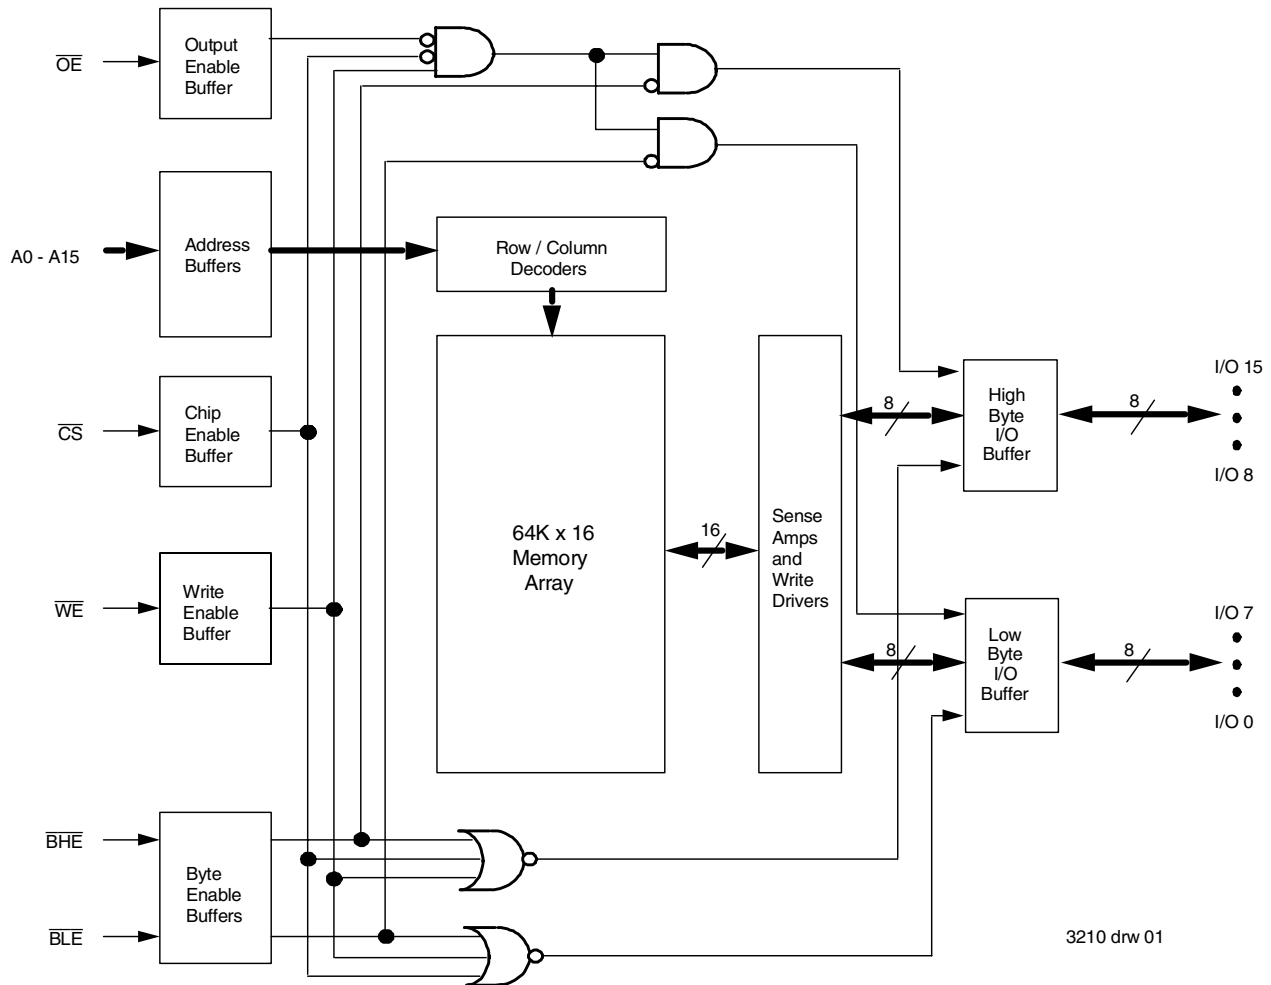 OE
Output
Enable
Buffer
A0 - A15
Address
Buffers
Row / Column
Decoders
CS
Chip
Enable
Buffer
WE
Write
Enable
Buffer
64K x 16
Memory
Array
16
Sense
Amps
and
Write
Drivers
8
High
Byte
I/O
Buffer
8
I/O 15
I/O 8
8
Low
Byte
I/O
Buffer
8
I/O 7
I/O 0
BHE
Byte
Enable
Buffers
BLE
3210 drw 01